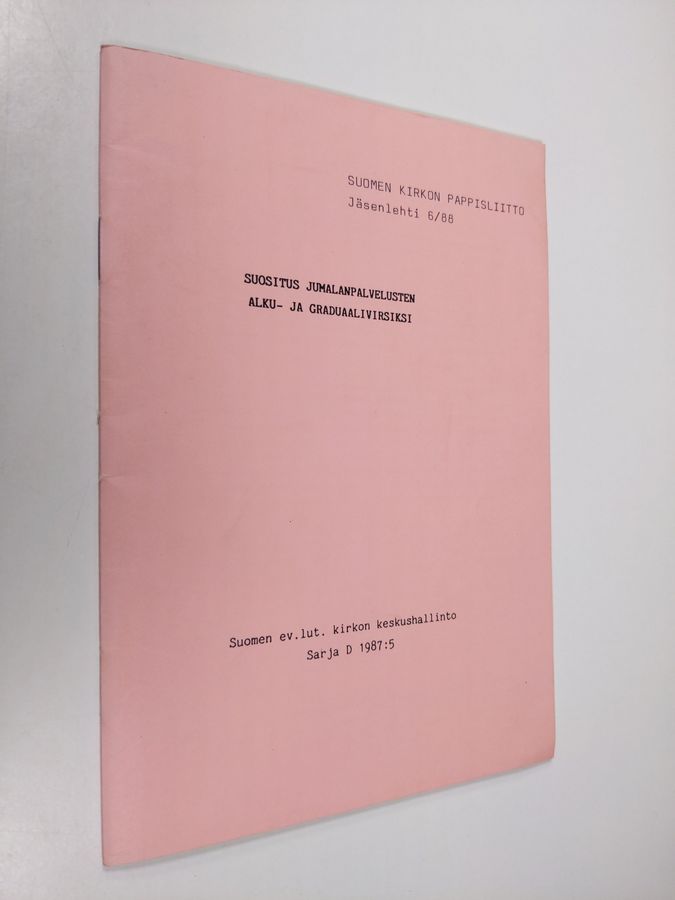 SUOMEN KIRKON PAPPISLIITTO
Jäsenlehti 6/88
SUOSITUS JUMALANPALVELUSTEN
ALKU- JA GRADUAALIVIRSIKSI
Suomen ev.lut. kirkon keskushallinto
Sarja D 1987:5